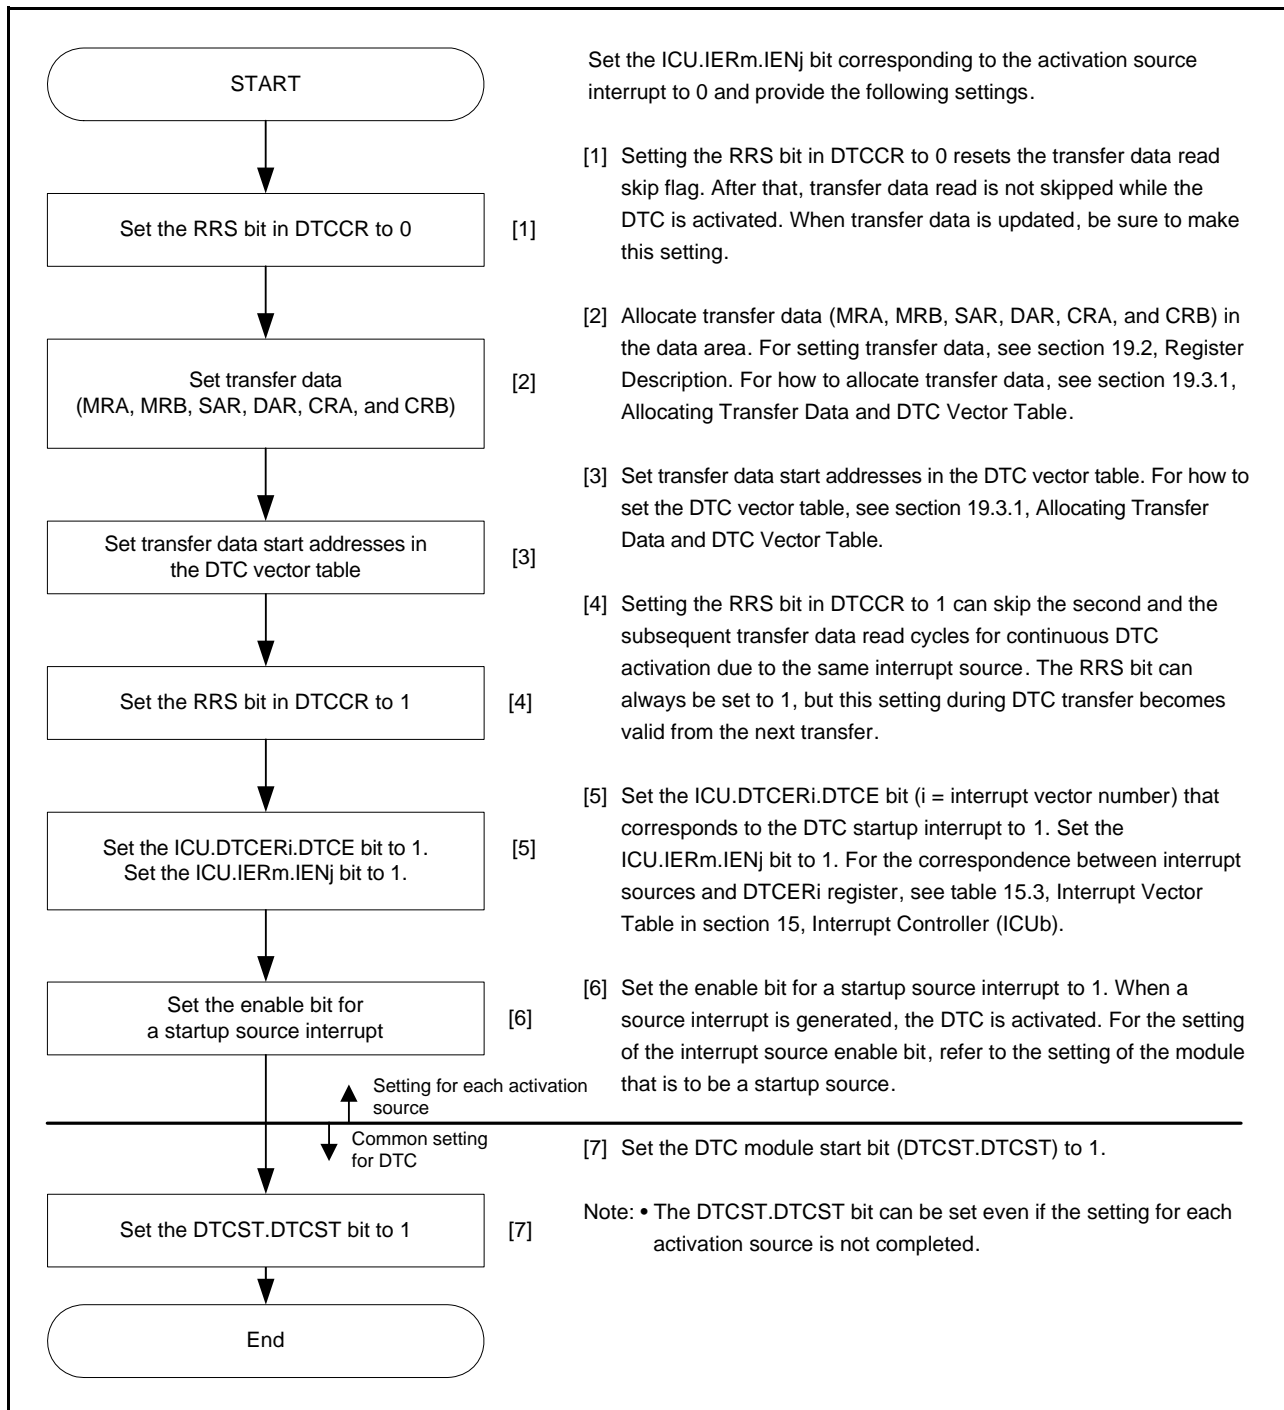 START
Set the ICU.IERm.IENj bit corresponding to the activation source
interrupt to 0 and provide the following settings.
Set the RRS bit in DTCCR to 0
[1]
[1] Setting the RRS bit in DTCCR to 0 resets the transfer data read
skip flag. After that, transfer data read is not skipped while the
DTC is activated. When transfer data is updated, be sure to make
this setting.
Set transfer data
(MRA, MRB, SAR, DAR, CRA, and CRB)
[2]
[2] Allocate transfer data (MRA, MRB, SAR, DAR, CRA, and CRB) in
the data area. For setting transfer data, see section 19.2, Register
Description. For how to allocate transfer data, see section 19.3.1,
Allocating Transfer Data and DTC Vector Table.
Set transfer data start addresses in
the DTC vector table
[3]
[3] Set transfer data start addresses in the DTC vector table. For how to
set the DTC vector table, see section 19.3.1, Allocating Transfer
Data and DTC Vector Table.
Set the RRS bit in DTCCR to 1
[4]
[4] Setting the RRS bit in DTCCR to 1 can skip the second and the
subsequent transfer data read cycles for continuous DTC
activation due to the same interrupt source. The RRS bit can
always be set to 1, but this setting during DTC transfer becomes
valid from the next transfer.
Set the ICU.DTCERi.DTCE bit to 1.
Set the ICU.IERm.IENj bit to 1.
[5]
[5] Set the ICU.DTCERi.DTCE bit (i = interrupt vector number) that
corresponds to the DTC startup interrupt to 1. Set the
ICU.IERm.IENj bit to 1. For the correspondence between interrupt
sources and DTCERi register, see table 15.3, Interrupt Vector
Table in section 15, Interrupt Controller (ICUb).
Set the enable bit for
a startup source interrupt
[6]
[6] Set the enable bit for a startup source interrupt to 1. When a
source interrupt is generated, the DTC is activated. For the setting
of the interrupt source enable bit, refer to the setting of the module
that is to be a startup source.
Setting for each activation
source
Common setting
for DTC
[7] Set the DTC module start bit (DTCST.DTCST) to 1.
Set the DTCST.DTCST bit to 1
[7]
Note: • The DTCST.DTCST bit can be set even if the setting for each
activation source is not completed.
End